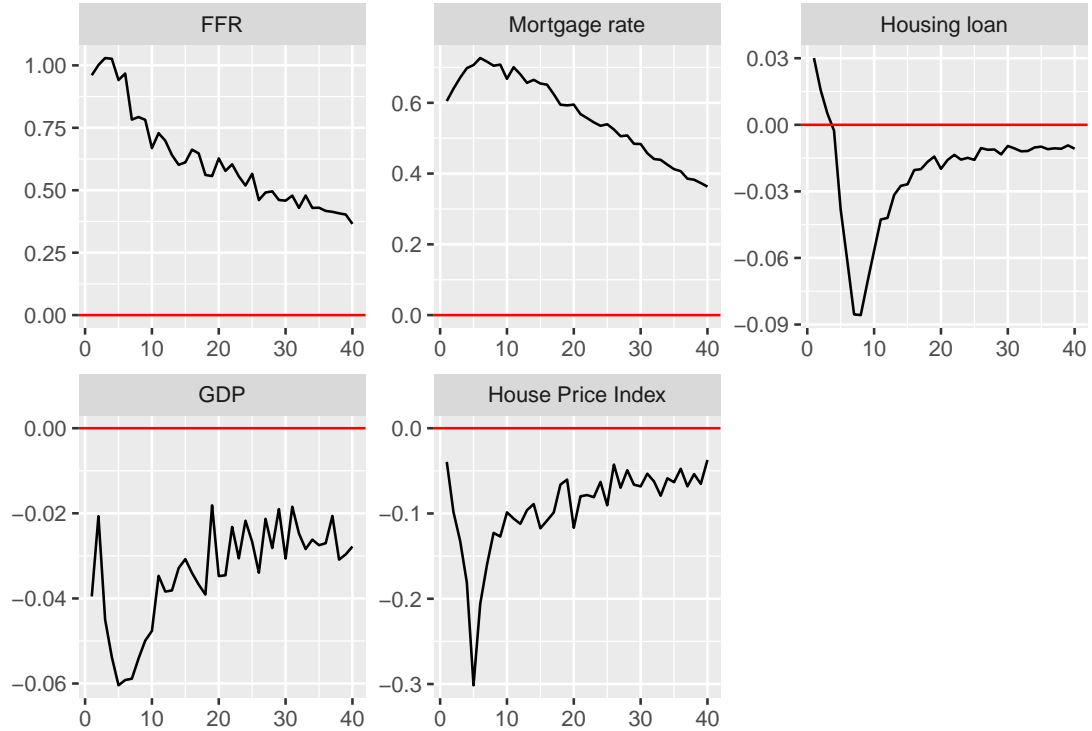 FFR
1.00
0.75
0.50
0.25
0.00
0 10 20 30 40
Mortgage rate
0.6
0.4
0.2
0.0
0 10 20 30 40
Housing loan
0.03
0.00
−0.03
−0.06
−0.09
0 10 20 30 40
GDP
0.00
−0.02
−0.04
−0.06
0 10 20 30 40
House Price Index
0.0
−0.1
−0.2
−0.3
0 10 20 30 40